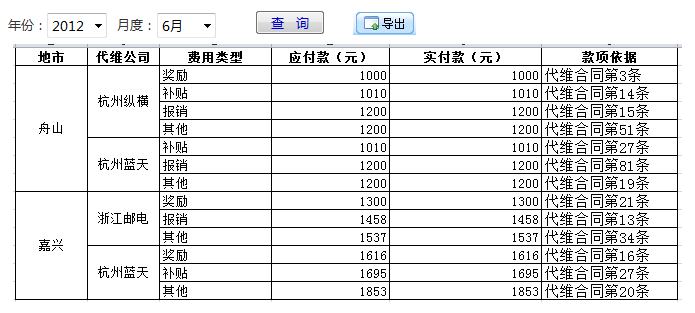 年份： 2012 月度： 6月 查 询 导出
地市 代维公司 费用类型 应付款（元） 实付款（元） 款项依据
舟山 杭州纵横 奖励 1000 1000 代维合同第3条
补贴 1010 1010 代维合同第14条
报销 1200 1200 代维合同第15条
其他 1200 1200 代维合同第51条
杭州蓝天 补贴 1010 1010 代维合同第27条
报销 1200 1200 代维合同第81条
其他 1200 1200 代维合同第19条
嘉兴 浙江邮电 奖励 1300 1300 代维合同第21条
报销 1458 1458 代维合同第13条
其他 1537 1537 代维合同第34条
杭州蓝天 奖励 1616 1616 代维合同第16条
补贴 1695 1695 代维合同第27条
其他 1853 1853 代维合同第20条